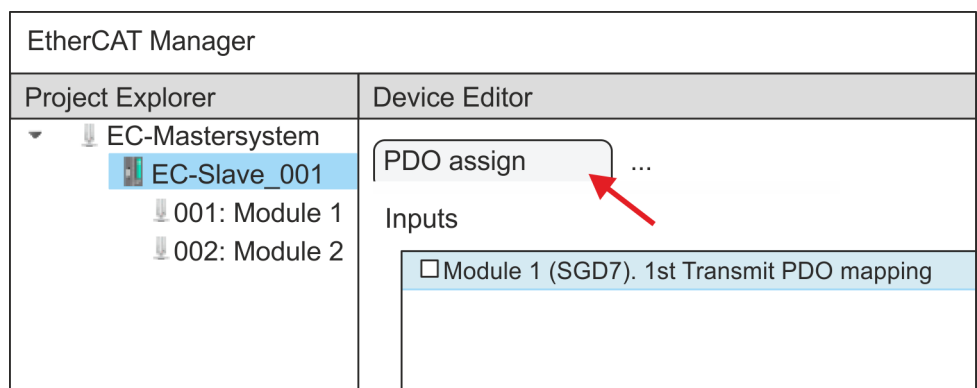 EtherCAT Manager
Project Explorer
Device Editor
EC-Mastersystem
EC-Slave_001
001: Module 1
002: Module 2
PDO assign
...
Inputs
Module 1 (SGD7). 1st Transmit PDO mapping